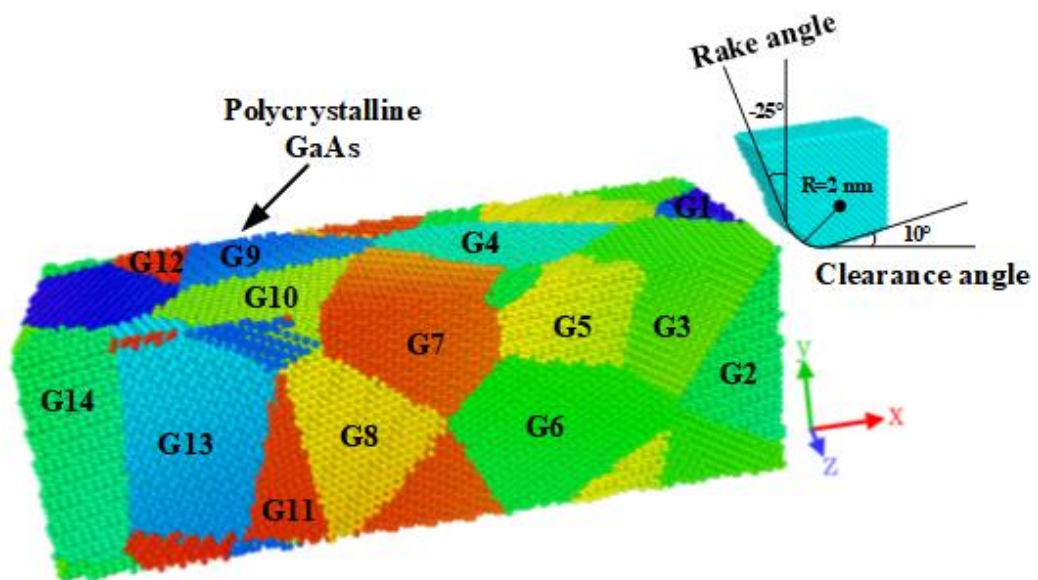 Rake angle
-25°
Polycrystalline
GaAs
R=2 nm
10°
Clearance angle
G1
G12
G9
G4
G10
G5
G3
G7
G2
G14
G13
G8
G6
G11
y
x
z